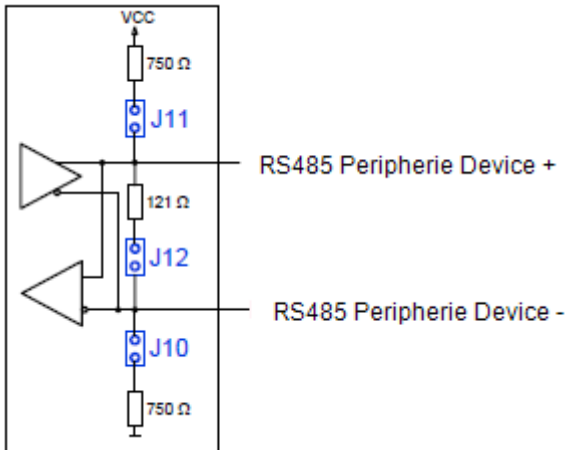 VCC
750 Ω
J11
RS485 Peripherie Device +
121 Ω
J12
RS485 Peripherie Device -
J10
750 Ω